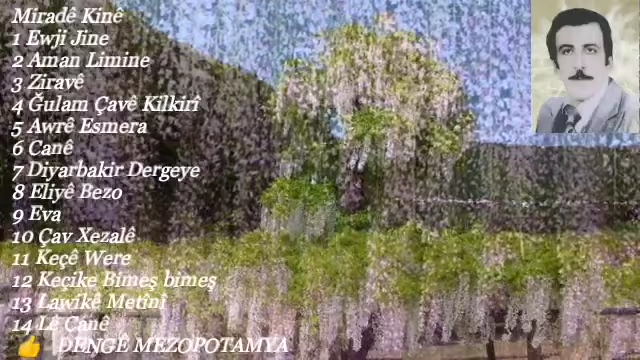 Miradê Kinê
1 Ewji Jine
2 Aman Limine
3 Ziravê
4 Ğulam Çavê Kilkirî
5 Awrê Esmera
6 Canê
7 Diyarbakir Dergeye
8 Eliyê Bezo
9 Eva
10 Çav Xezalê
11 Keçê Were
12 Keçike Bimeş bimeş
13 Lawikê Metînî
14 Lê Canê
👍 DENGÊ MEZOPOTAMYA